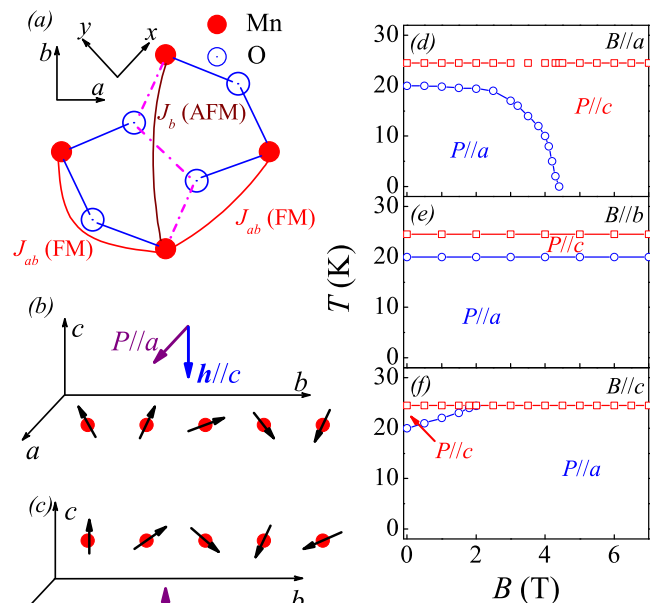 (a)
y
x
b
a
Mn
O
J_b (AFM)
J_ab (FM)
J_ab (FM)
(b)
c
P//a
h//c
b
a
(c)
c
b
T (K)
(d)
B//a
30
20
10
0
P//c
P//a
(e)
B//b
30
20
10
0
P//c
P//a
(f)
B//c
30
20
10
0
P//c
P//a
0 2 4 6
B (T)